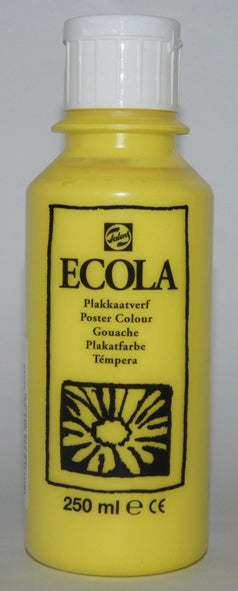 Talens
ECOLA
Plakkaatverf
Poster Colour
Gouache
Plakatfarbe
Témpera
250 ml ℮ CE